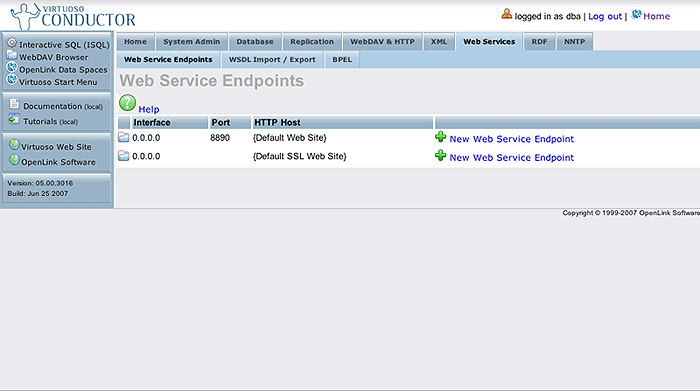 VIRTUOSO
CONDUCTOR
logged in as dba | Log out | Home
Interactive SQL (ISQL)
WebDAV Browser
OpenLink Data Spaces
Virtuoso Start Menu
Documentation (local)
Tutorials (local)
Virtuoso Web Site
OpenLink Software
Version: 05.00.3016
Build: Jun 25 2007
Home System Admin Database Replication WebDAV & HTTP XML Web Services RDF NNTP
Web Service Endpoints WSDL Import / Export BPEL
Web Service Endpoints
? Help
Interface Port HTTP Host
0.0.0.0 8890 {Default Web Site} New Web Service Endpoint
0.0.0.0 {Default SSL Web Site} New Web Service Endpoint
Copyright © 1999-2007 OpenLink Software